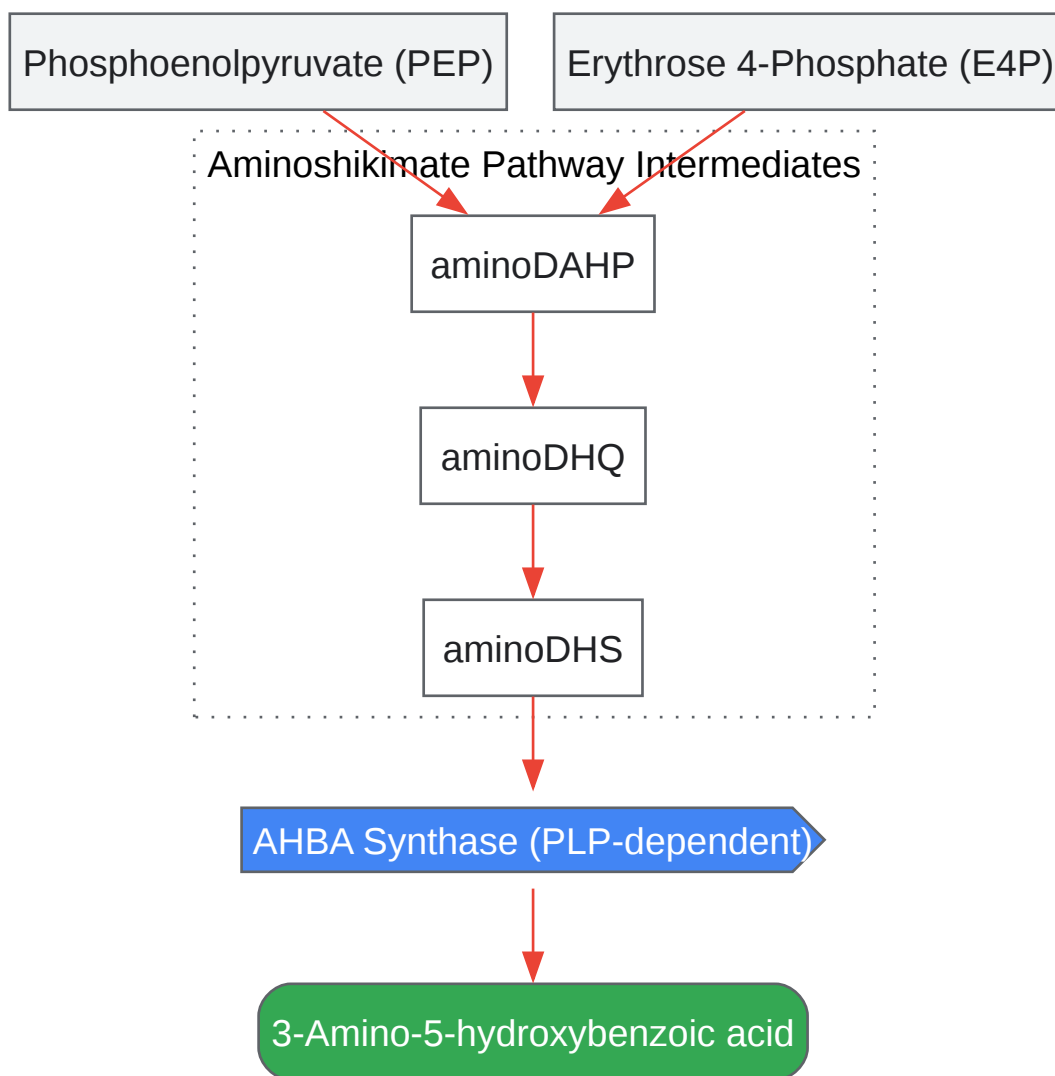 Phosphoenolpyruvate (PEP)
Erythrose 4-Phosphate (E4P)
Aminoshikimate Pathway Intermediates
aminoDAHP
aminoDHQ
aminoDHS
AHBA Synthase (PLP-dependent)
3-Amino-5-hydroxybenzoic acid